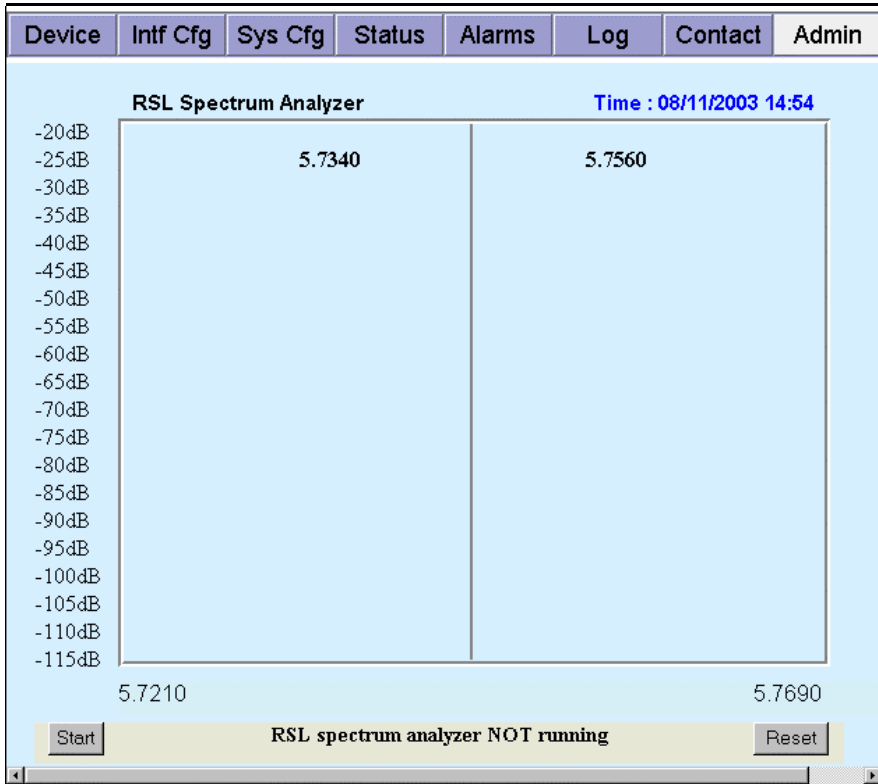 Device Intf Cfg Sys Cfg Status Alarms Log Contact Admin
RSL Spectrum Analyzer Time : 08/11/2003 14:54
-20dB
-25dB 5.7340 5.7560
-30dB
-35dB
-40dB
-45dB
-50dB
-55dB
-60dB
-65dB
-70dB
-75dB
-80dB
-85dB
-90dB
-95dB
-100dB
-105dB
-110dB
-115dB
5.7210 5.7690
Start RSL spectrum analyzer NOT running Reset